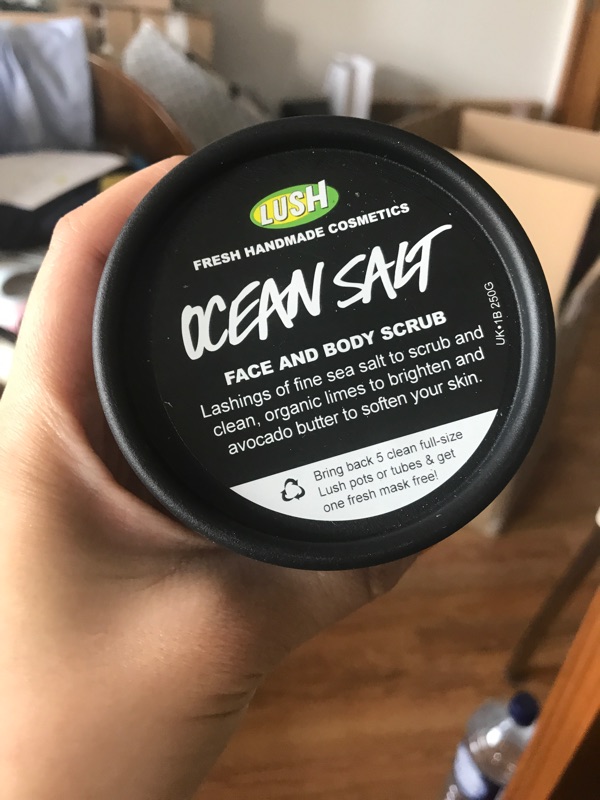 LUSH
FRESH HANDMADE COSMETICS
OCEAN SALT
FACE AND BODY SCRUB
Lashings of fine sea salt to scrub and
clean, organic limes to brighten and
avocado butter to soften your skin.
UK•1B 250G
Bring back 5 clean full-size
Lush pots or tubes & get
one fresh mask free!